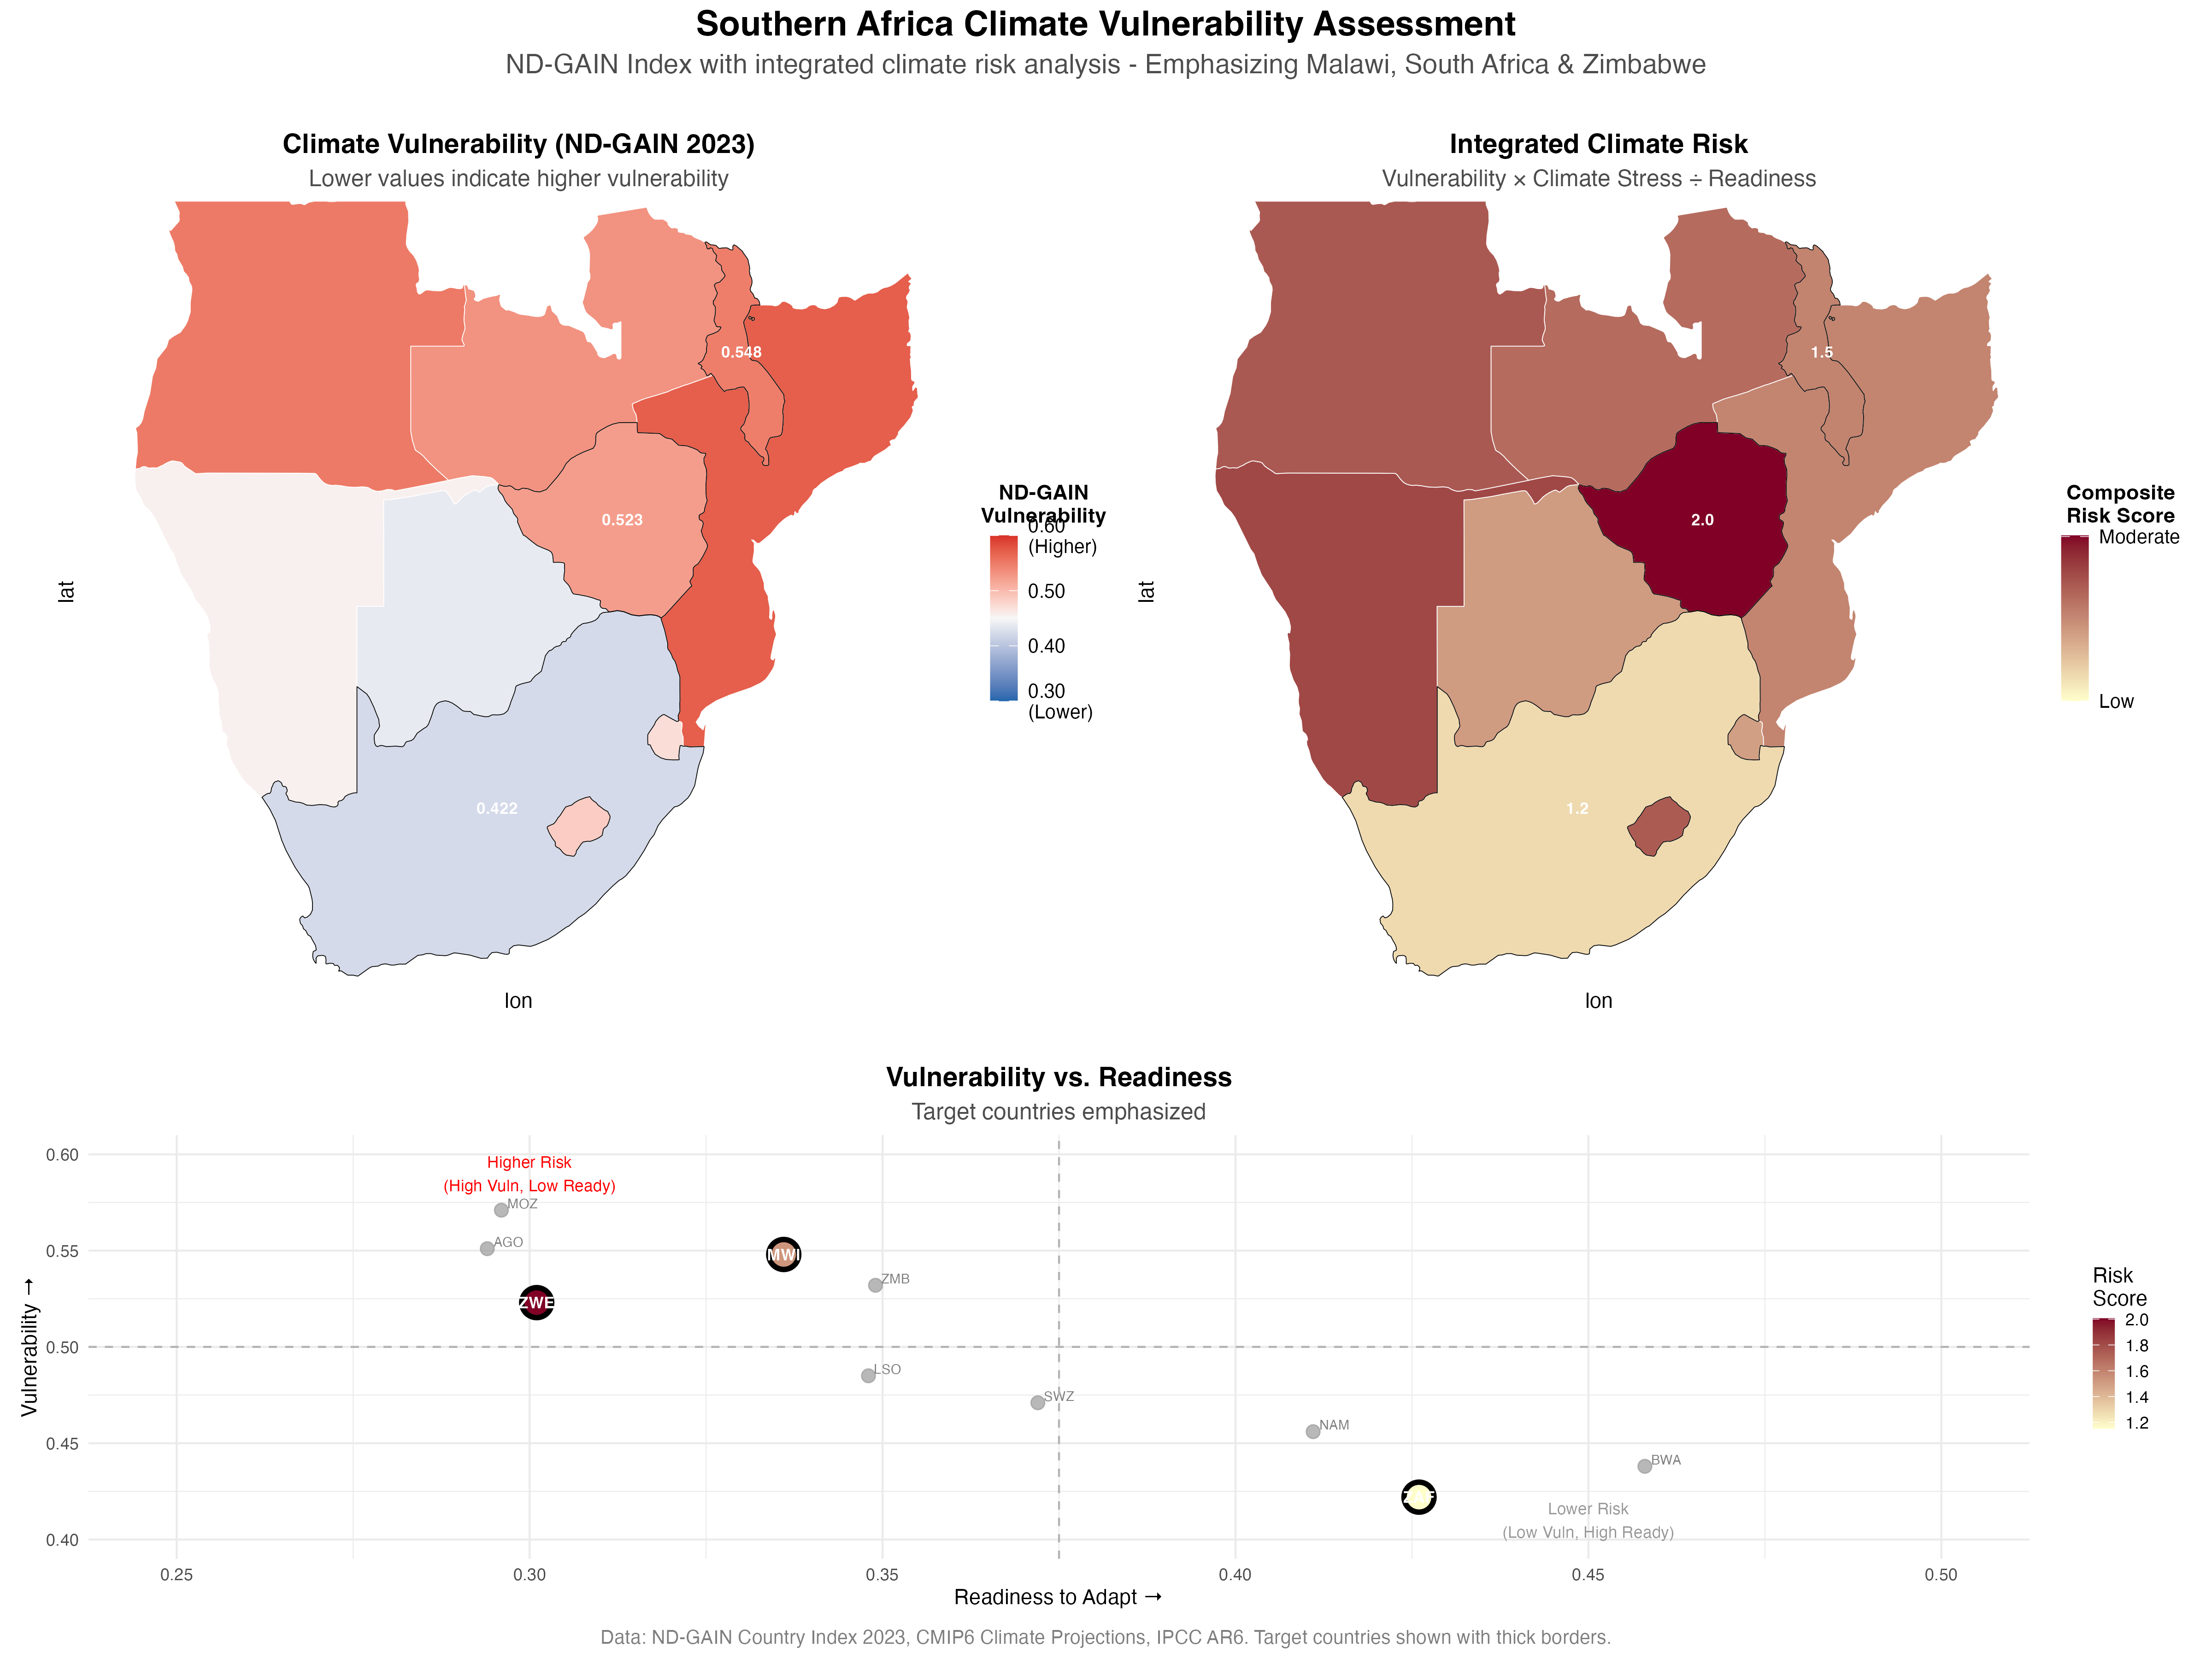 Southern Africa Climate Vulnerability Assessment
ND-GAIN Index with integrated climate risk analysis - Emphasizing Malawi, South Africa & Zimbabwe
Climate Vulnerability (ND-GAIN 2023)
Lower values indicate higher vulnerability
0.548
0.523
0.422
lat
lon
ND-GAIN
Vulnerability
0.60
(Higher)
0.50
0.40
0.30
(Lower)
Integrated Climate Risk
Vulnerability × Climate Stress ÷ Readiness
1.5
2.0
1.2
lat
lon
Composite
Risk Score
Moderate
Low
Vulnerability vs. Readiness
Target countries emphasized
Vulnerability →
0.60
0.55
0.50
0.45
0.40
Higher Risk
(High Vuln, Low Ready)
MOZ
AGO
MWI
ZMB
ZWE
LSO
SWZ
NAM
BWA
Lower Risk
(Low Vuln, High Ready)
0.25
0.30
0.35
0.40
0.45
0.50
Readiness to Adapt →
Risk
Score
2.0
1.8
1.6
1.4
1.2
Data: ND-GAIN Country Index 2023, CMIP6 Climate Projections, IPCC AR6. Target countries shown with thick borders.